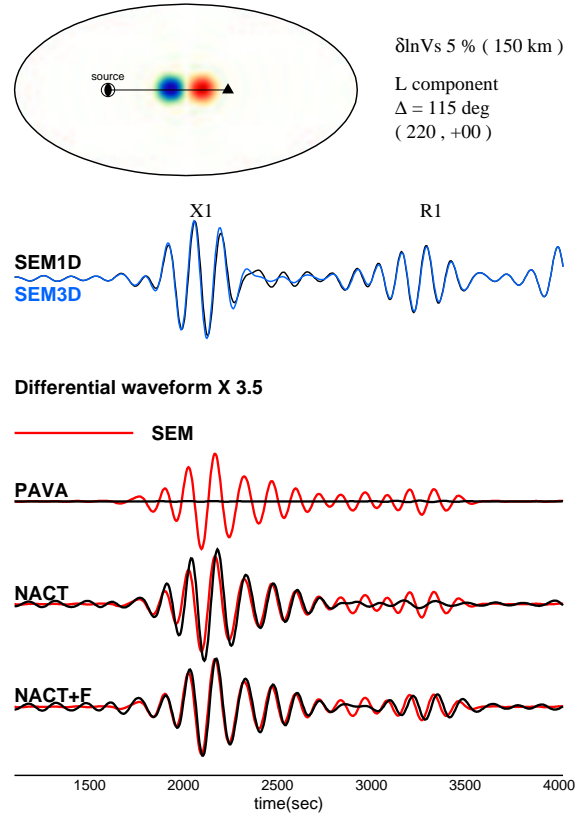 δlnVs 5 % ( 150 km )
source
L component
Δ = 115 deg
( 220 , +00 )
X1
R1
SEM1D
SEM3D
Differential waveform X 3.5
SEM
PAVA
NACT
NACT+F
1500 2000 2500 3000 3500 4000
time(sec)